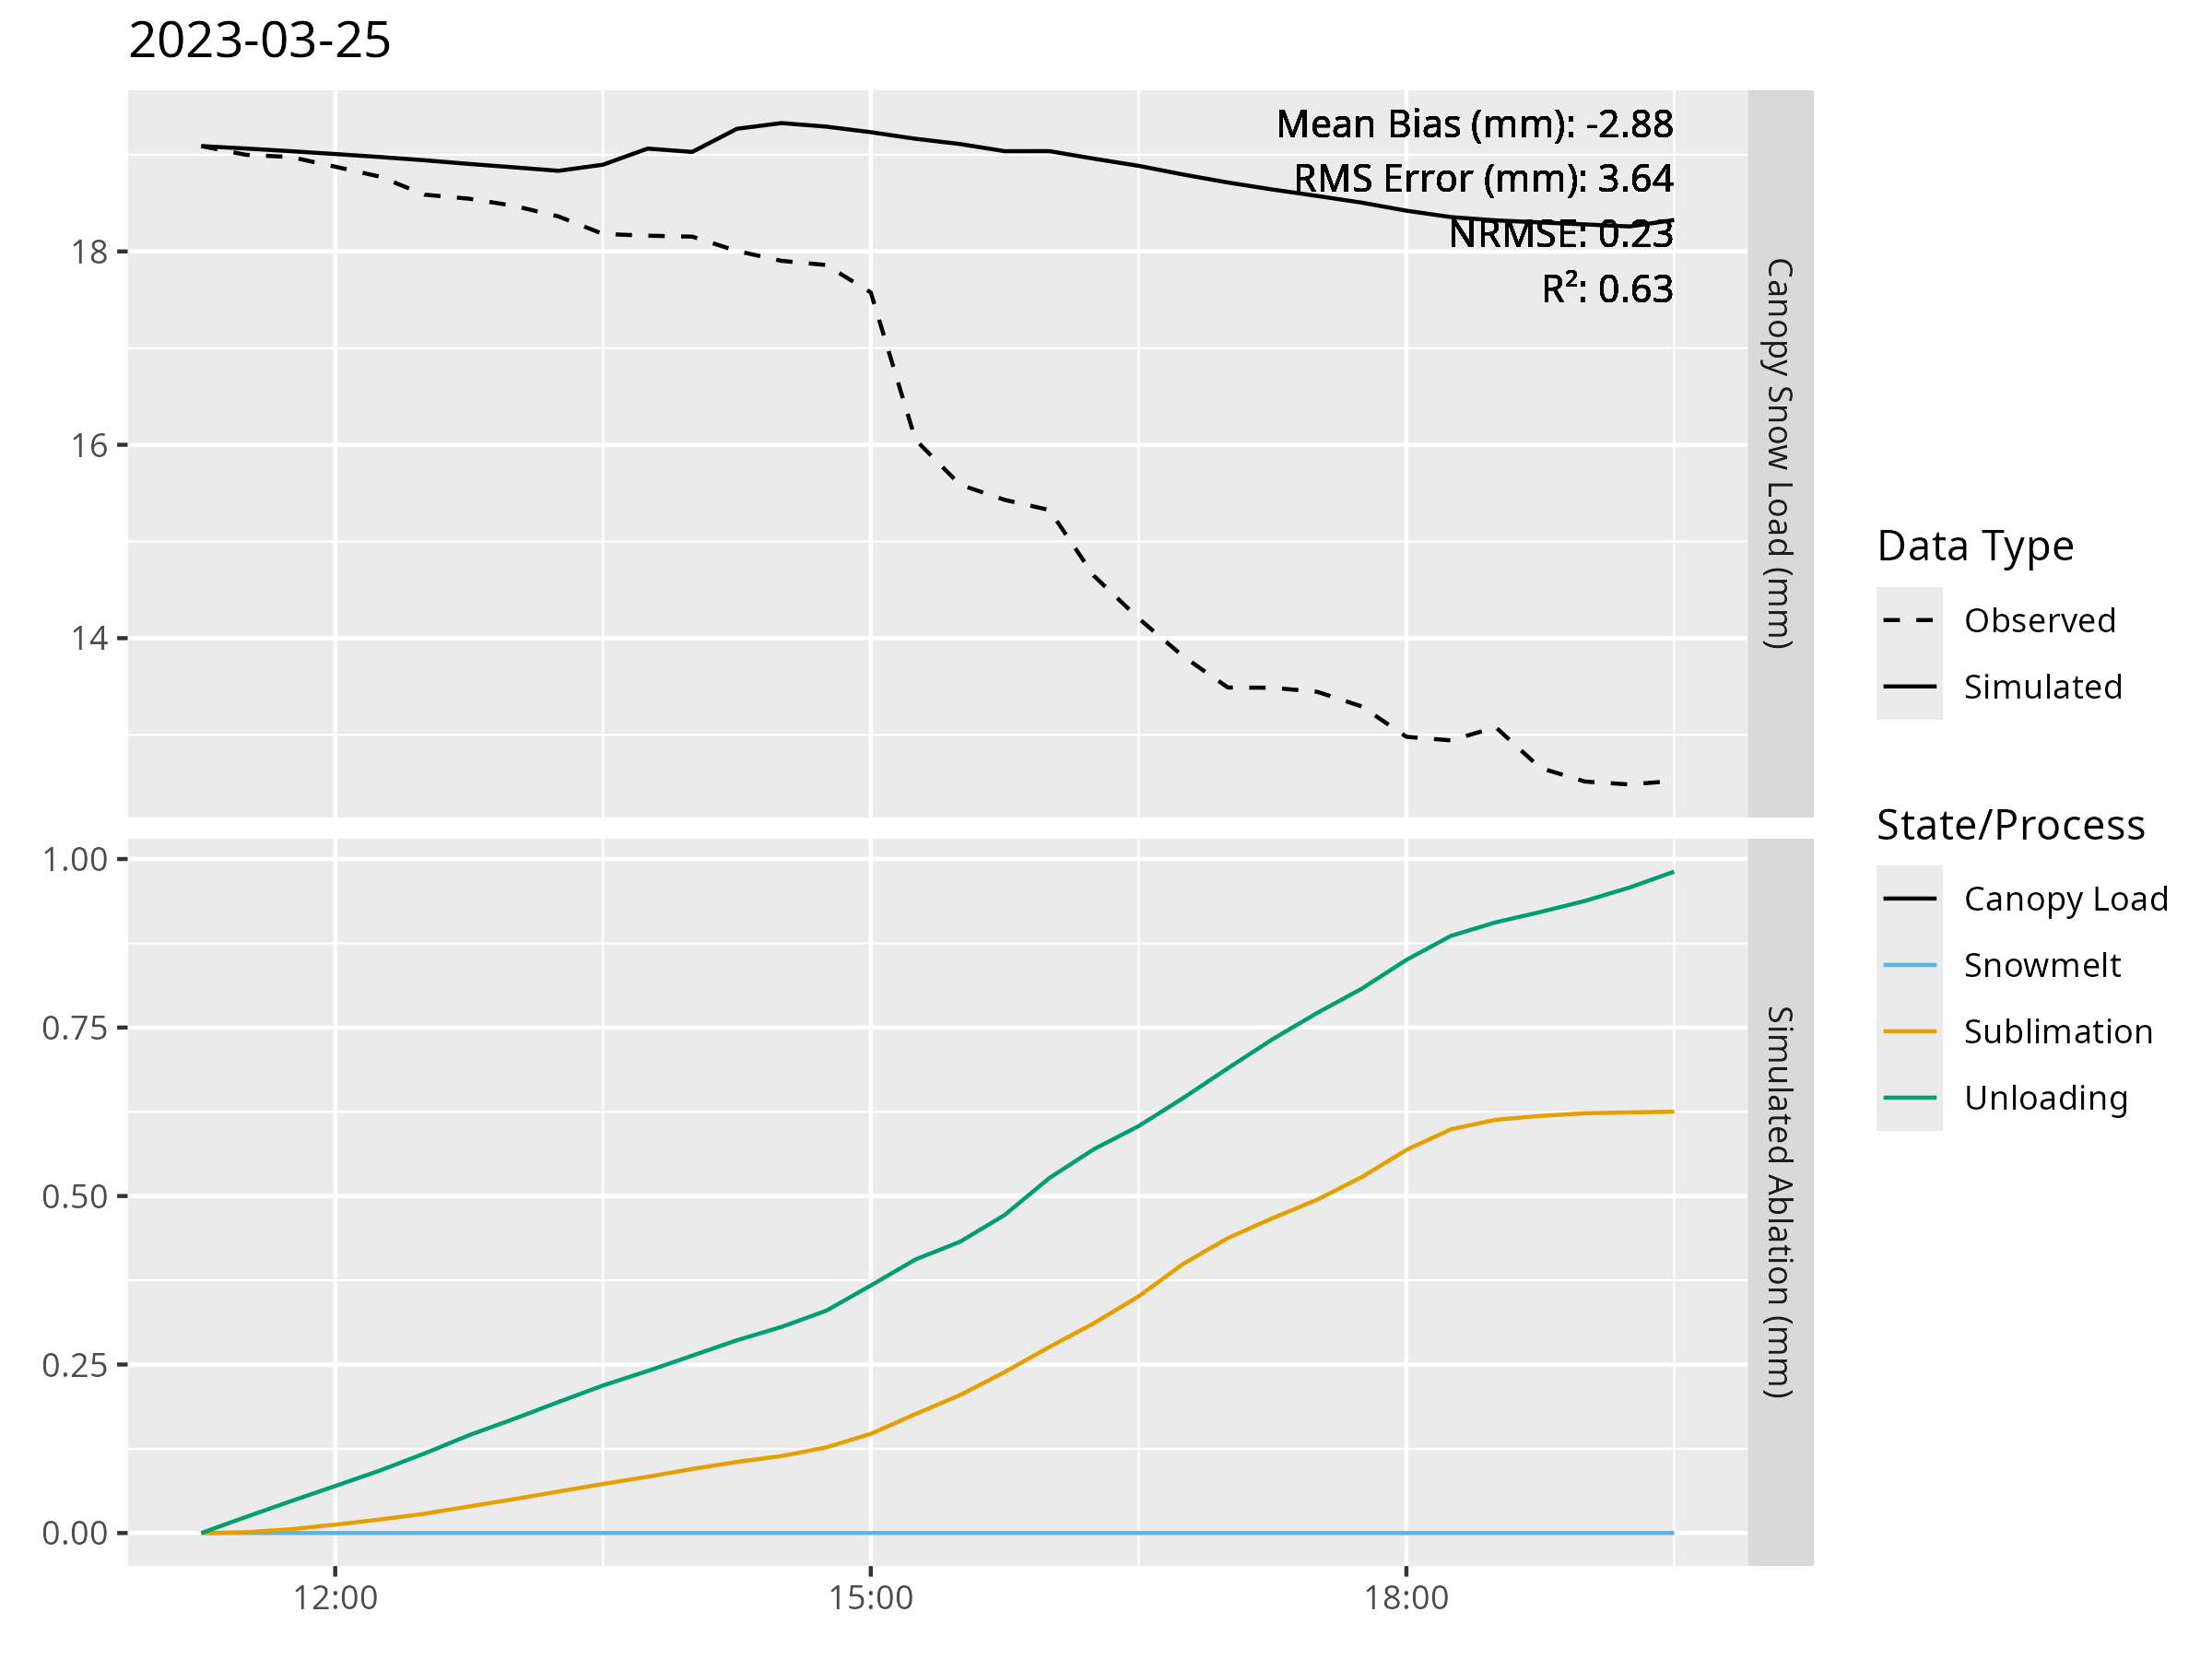 2023-03-25
Mean Bias (mm): -2.88
RMS Error (mm): 3.64
NRMSE: 0.23
R²: 0.63
18
16
14
Canopy Snow Load (mm)
1.00
0.75
0.50
0.25
0.00
Simulated Ablation (mm)
12:00
15:00
18:00
Data Type
Observed
Simulated
State/Process
Canopy Load
Snowmelt
Sublimation
Unloading